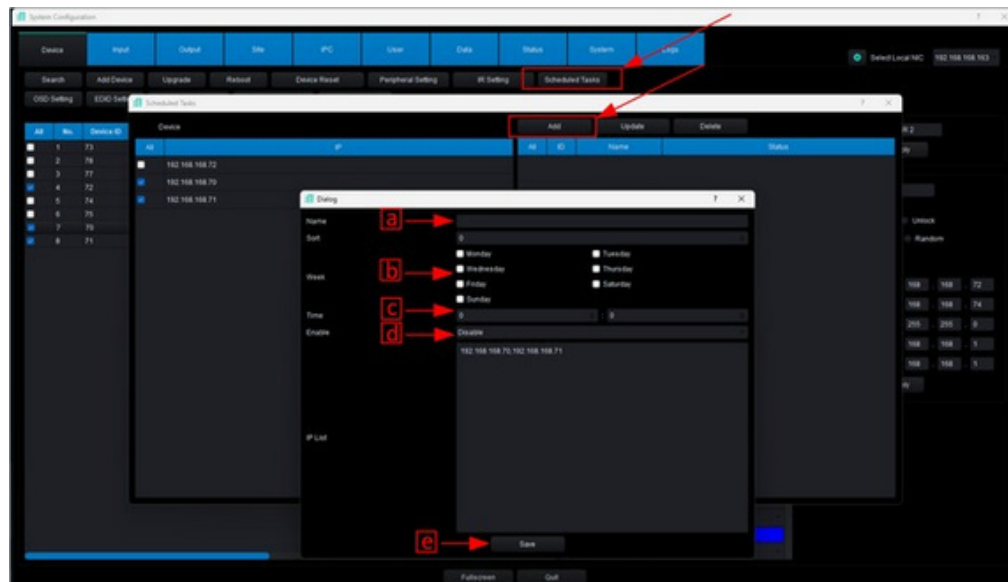 System Configuration ? ×
Device Input Output Site IPC User Data Status System Logs
Select Local NIC 192.168.168.163
Search Add Device Upgrade Reboot Device Reset Peripheral Setting IR Setting Scheduled Tasks
OSD Setting EDID
Scheduled Tasks ? ×
Device Add Update Delete
All No. Device ID
All IP
All ID Name Status
1 73
2 78
3 77
4 72
5 74
6 75
7 70
8 71
192.168.168.72
192.168.168.70
192.168.168.71
Dialog ? ×
Name a
Sort 0
Week b
Monday Tuesday
Wednesday Thursday
Friday Saturday
Sunday
Time c 0 : 0
Enable d Disable
192.168.168.70,192.168.168.71
IP List
e Save
R 2
Unlock
Random
168 . 168 . 72
168 . 168 . 74
255 . 255 . 0
168 . 168 . 1
168 . 168 . 1
Fullscreen Quit